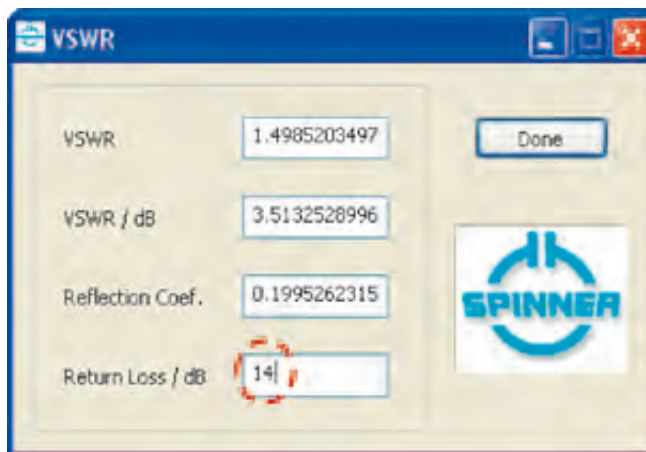 VSWR
VSWR 1.4985203497 Done
VSWR / dB 3.5132528996
Reflection Coef. 0.1995262315
SPINNER
Return Loss / dB 14